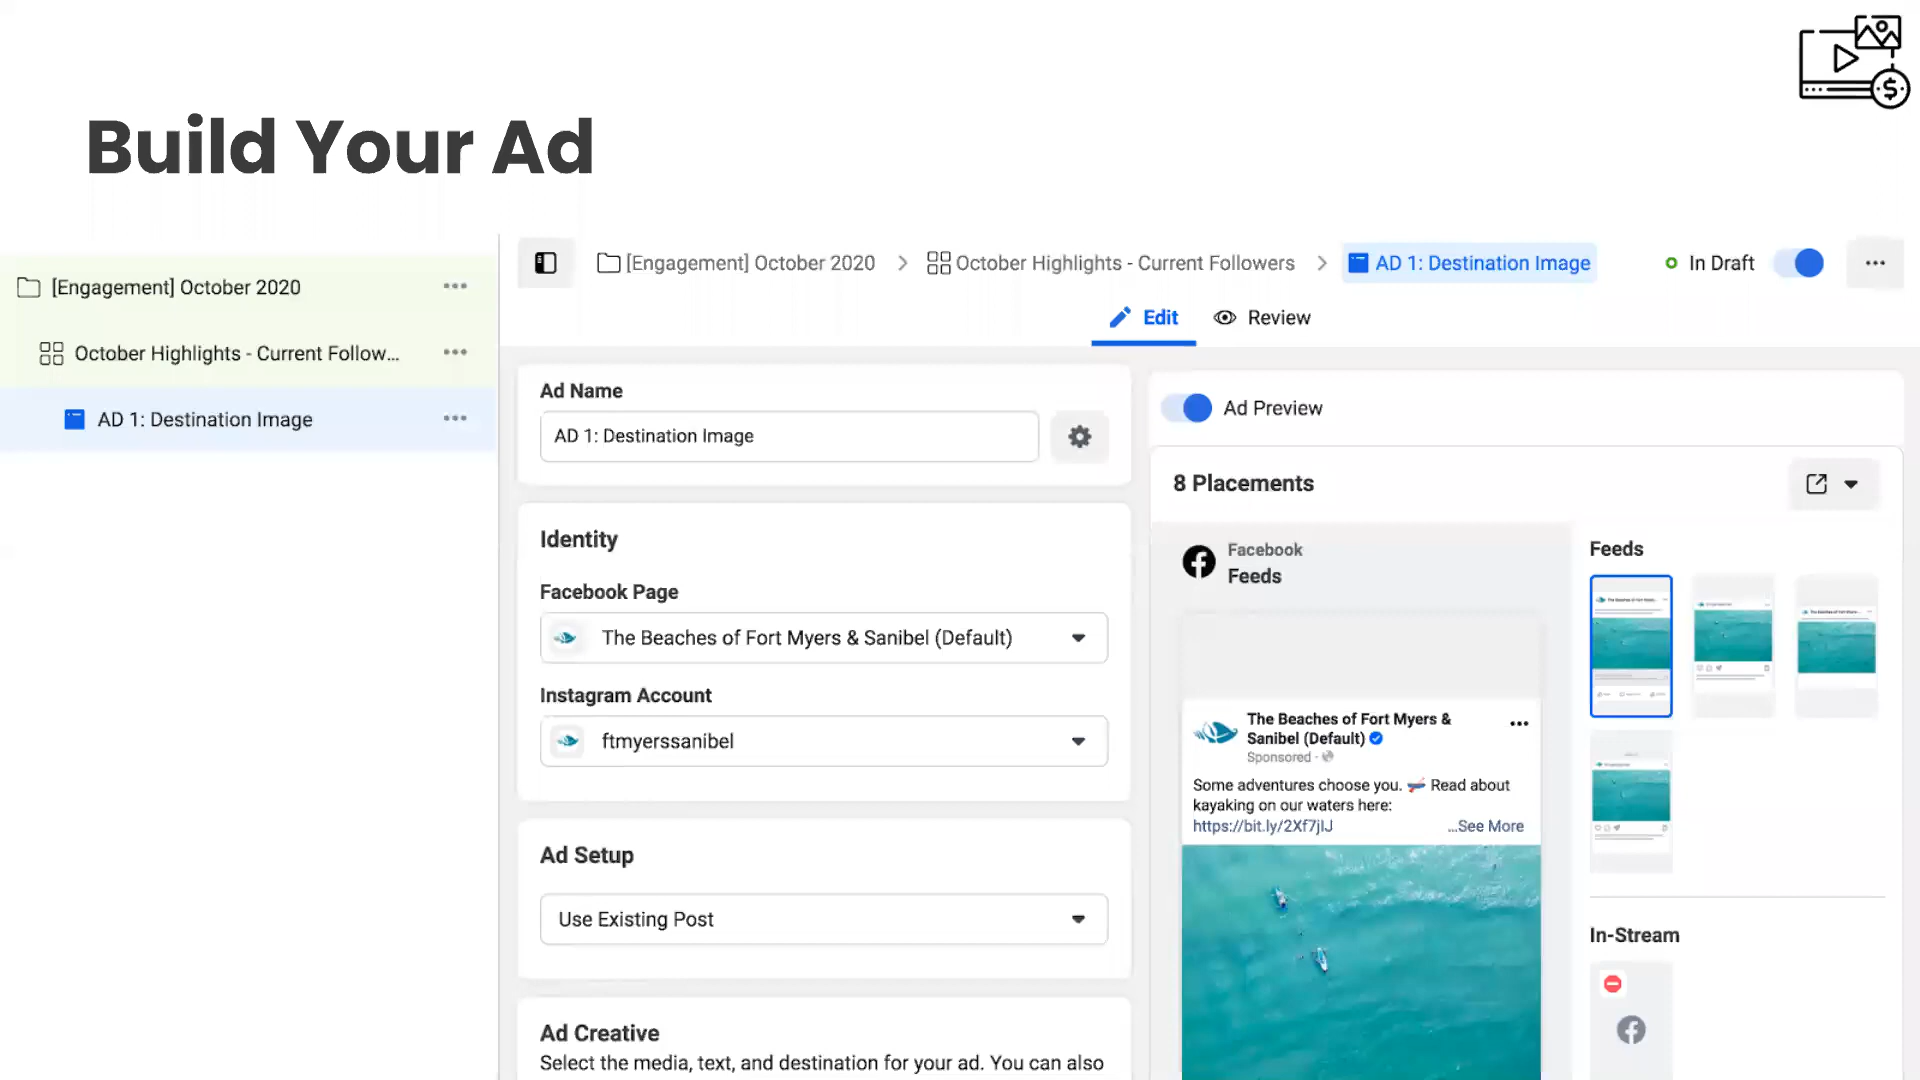 Build Your Ad
[Engagement] October 2020
October Highlights - Current Follow...
AD 1: Destination Image
[Engagement] October 2020
October Highlights - Current Followers
AD 1: Destination Image
In Draft
Edit
Review
Ad Name
AD 1: Destination Image
Identity
Facebook Page
The Beaches of Fort Myers & Sanibel (Default)
Instagram Account
ftmyerssanibel
Ad Setup
Use Existing Post
Ad Creative
Select the media, text, and destination for your ad. You can also
Ad Preview
8 Placements
Facebook
Feeds
The Beaches of Fort Myers &
Sanibel (Default)
Sponsored ·
Some adventures choose you. 🛶 Read about
kayaking on our waters here:
https://bit.ly/2Xf7jIJ
...See More
Feeds
In-Stream